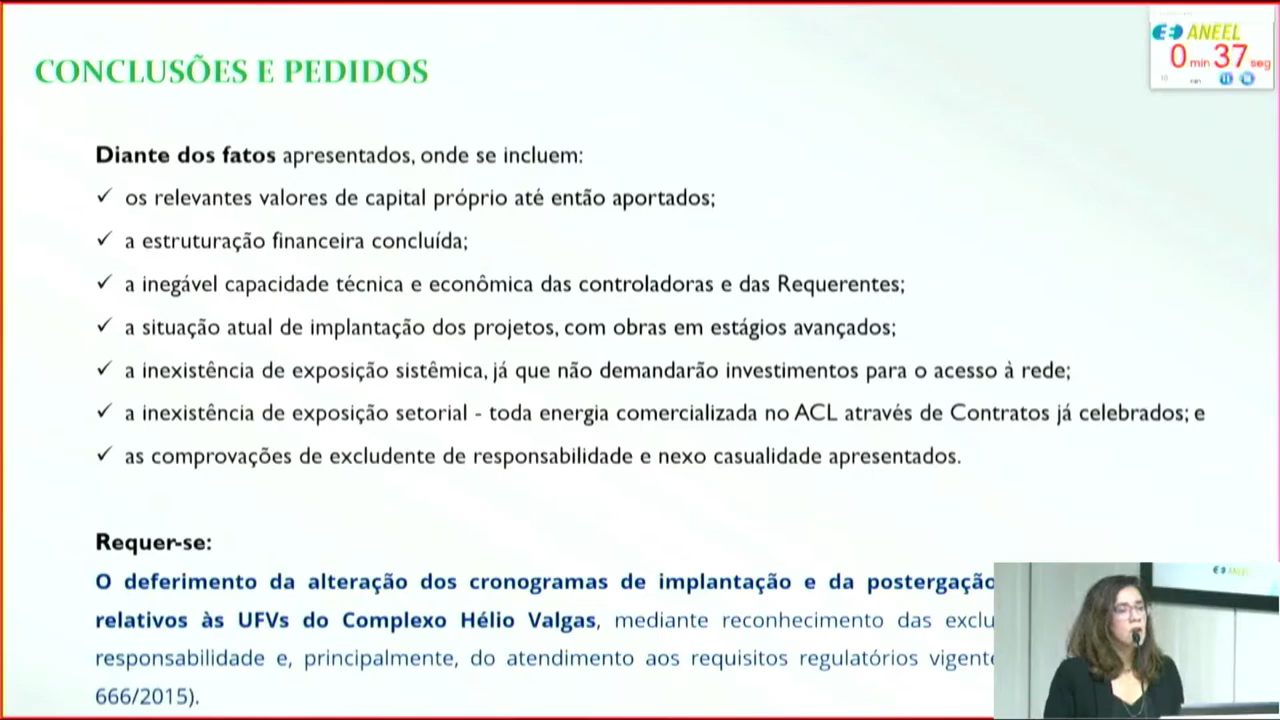 CONCLUSÕES E PEDIDOS
ANEEL
0 min 37 seg
10 min
Diante dos fatos apresentados, onde se incluem:
✓ os relevantes valores de capital próprio até então aportados;
✓ a estruturação financeira concluída;
✓ a inegável capacidade técnica e econômica das controladoras e das Requerentes;
✓ a situação atual de implantação dos projetos, com obras em estágios avançados;
✓ a inexistência de exposição sistêmica, já que não demandarão investimentos para o acesso à rede;
✓ a inexistência de exposição setorial - toda energia comercializada no ACL através de Contratos já celebrados; e
✓ as comprovações de excludente de responsabilidade e nexo casualidade apresentados.
Requer-se:
O deferimento da alteração dos cronogramas de implantação e da postergação
relativos às UFVs do Complexo Hélio Valgas, mediante reconhecimento das exclu
responsabilidade e, principalmente, do atendimento aos requisitos regulatórios vigente
666/2015).
ANEEL